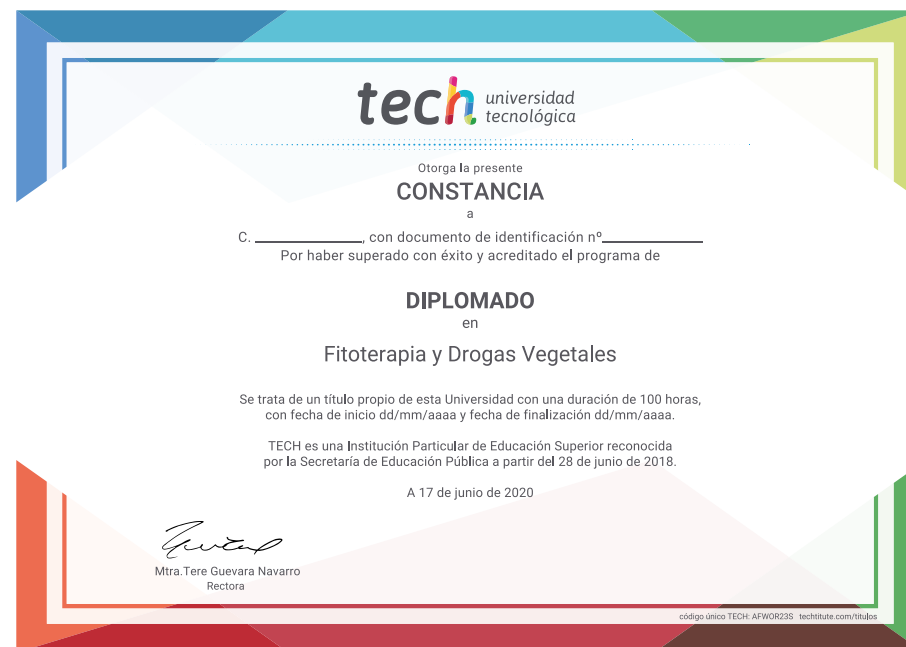 tech universidad
tecnológica
Otorga la presente
CONSTANCIA
a
C. ____________, con documento de identificación nº____________
Por haber superado con éxito y acreditado el programa de
DIPLOMADO
en
Fitoterapia y Drogas Vegetales
Se trata de un título propio de esta Universidad con una duración de 100 horas,
con fecha de inicio dd/mm/aaaa y fecha de finalización dd/mm/aaaa.
TECH es una Institución Particular de Educación Superior reconocida
por la Secretaría de Educación Pública a partir del 28 de junio de 2018.
A 17 de junio de 2020
Mtra.Tere Guevara Navarro
Rectora
código único TECH: AFWOR23S techtitute.com/titulos